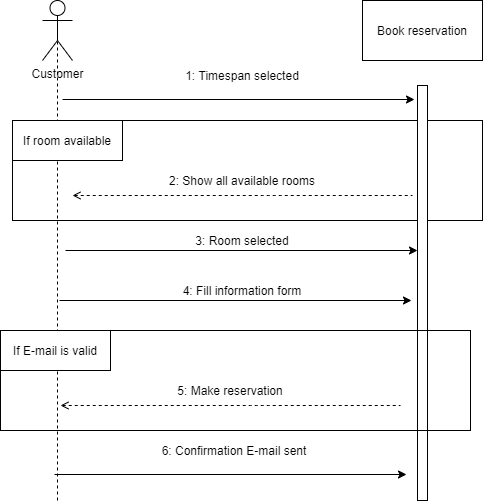 Book reservation
Customer
1: Timespan selected
If room available
2: Show all available rooms
3: Room selected
4: Fill information form
If E-mail is valid
5: Make reservation
6: Confirmation E-mail sent